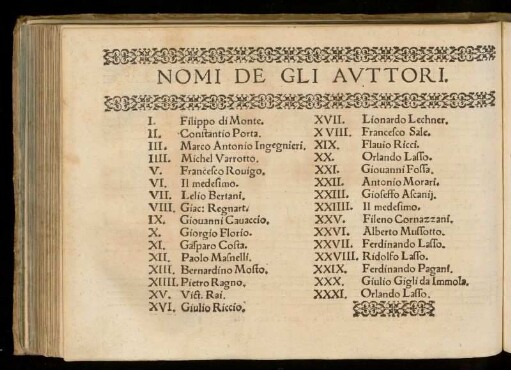 NOMI DE GLI AVTTORI.
I. Filippo di Monte.
II. Constantio Porta.
III. Marco Antonio Ingegnieri.
IIII. Michel Varrotto.
V. Francesco Rouigo.
VI. Il medesimo.
VII. Lelio Bertani.
VIII. Giac: Regnart.
IX. Giouanni Cauaccio.
X. Giorgio Florio.
XI. Gasparo Costa.
XII. Paolo Masnelli.
XIII. Bernardino Mosto.
XIIII. Pietro Ragno.
XV. Vict. Rai.
XVI. Giulio Riccio.
XVII. Lionardo Lechner.
XVIII. Francesco Sale.
XIX. Flauio Ricci.
XX. Orlando Lasso.
XXI. Giouanni Fossa.
XXII. Antonio Morari.
XXIII. Gioseffo Ascanij.
XXIIII. Il medesimo.
XXV. Fileno Cornazzani.
XXVI. Alberto Mussotto.
XXVII. Ferdinando Lasso.
XXVIII. Ridolfo Lasso.
XXIX. Ferdinando Pagani.
XXX. Giulio Gigli da Immola.
XXXI. Orlando Lasso.